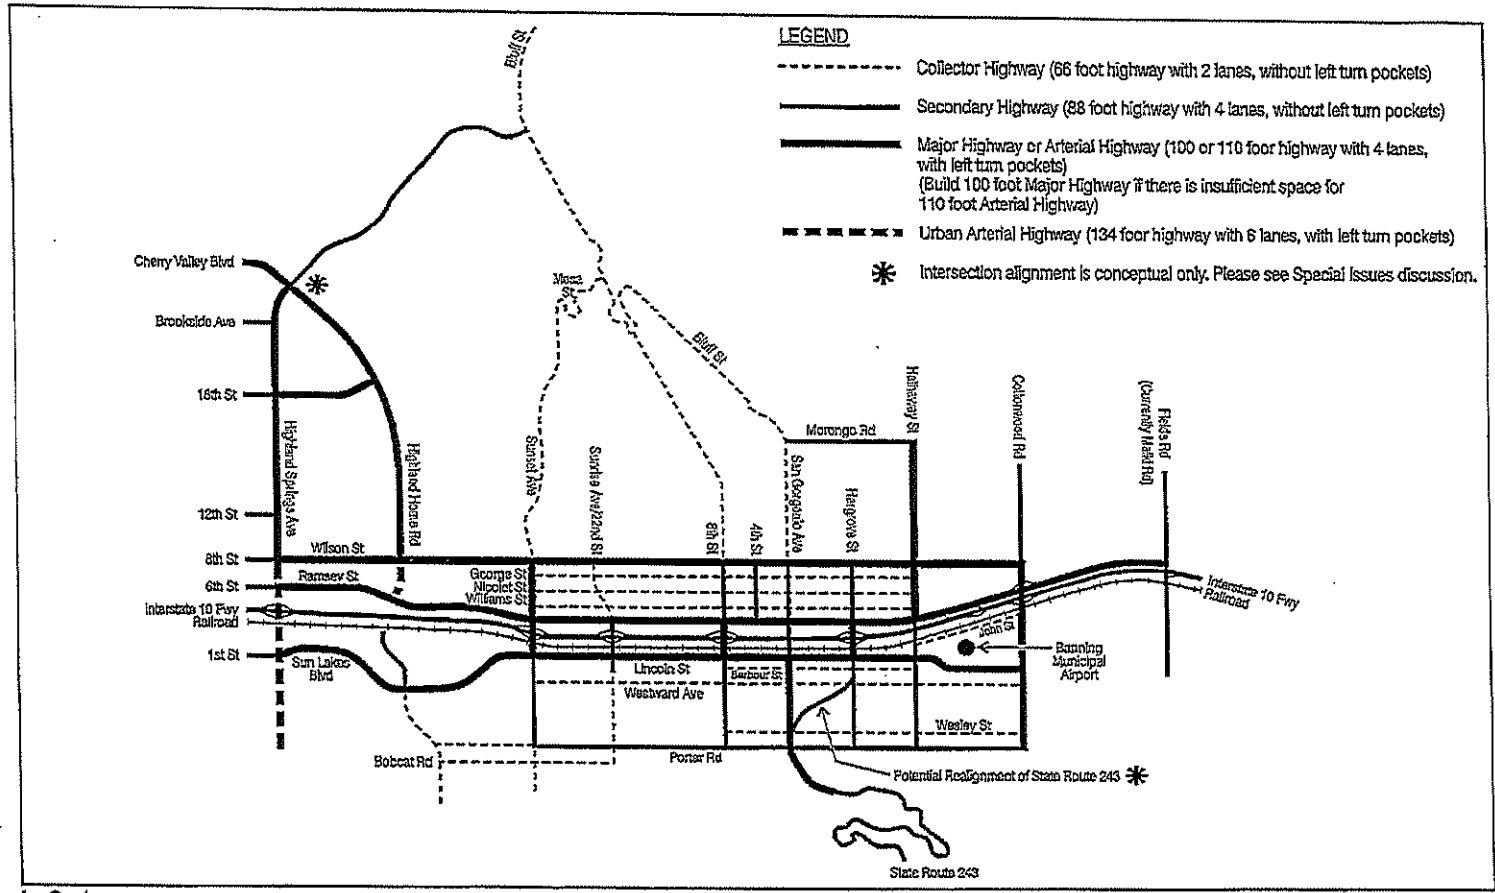 Bluff St
LEGEND
Collector Highway (66 foot highway with 2 lanes, without left turn pockets)
Secondary Highway (88 foot highway with 4 lanes, without left turn pockets)
Major Highway or Arterial Highway (100 or 110 foor highway with 4 lanes,
with left turn pockets)
(Build 100 foot Major Highway if there is insufficient space for
110 foot Arterial Highway)
Urban Arterial Highway (134 foor highway with 6 lanes, with left turn pockets)
Intersection alignment is conceptual only. Please see Special Issues discussion.
Cherry Valley Blvd
Mesa
St
Brookside Ave
Bluff St
16th St
Highland Springs Ave
Highland Home Rd
Sunset Ave
Sunrise Ave/22nd St
8th St
4th St
San Gorgonio Ave
Morongo Rd
Hargrove St
Hathaway St
Cottonwood Rd
Fields Rd
(Currently Malki Rd)
12th St
8th St
Wilson St
6th St
Ramsey St
George St
Nicolet St
Williams St
Interstate 10 Fwy
Railroad
Interstate 10 Fwy
Railroad
John St
1st St
Sun Lakes
Blvd
Lincoln St
Barbour St
Westward Ave
Banning
Municipal
Airport
Wesley St
Bobcat Rd
Porter Rd
Potential Realignment of State Route 243
State Route 243